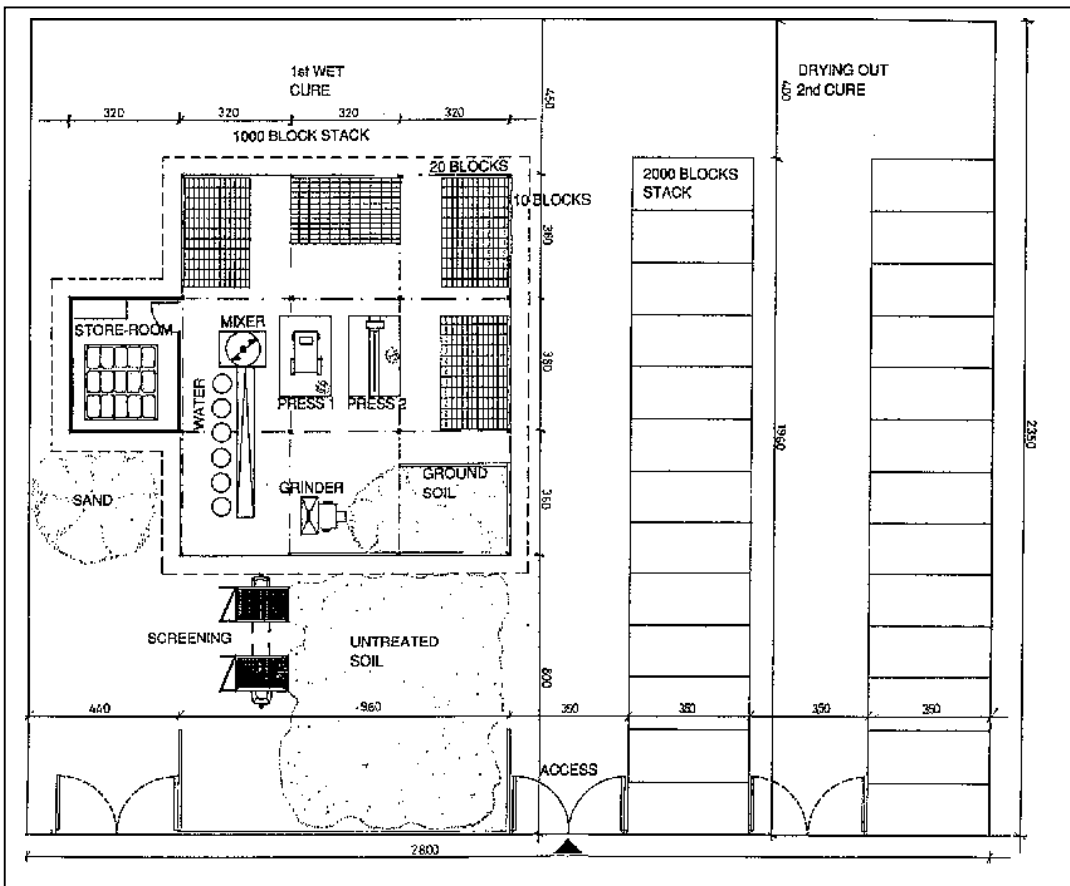 1st WET
CURE
DRYING OUT
2nd CURE
450
400
320
320
320
320
1000 BLOCK STACK
20 BLOCKS
10 BLOCKS
2000 BLOCKS
STACK
360
STORE-ROOM
MIXER
WATER
PRESS 1
PRESS 2
380
1960
2350
SAND
GRINDER
GROUND
SOIL
360
SCREENING
UNTREATED
SOIL
800
440
960
350
350
350
350
ACCESS
2800